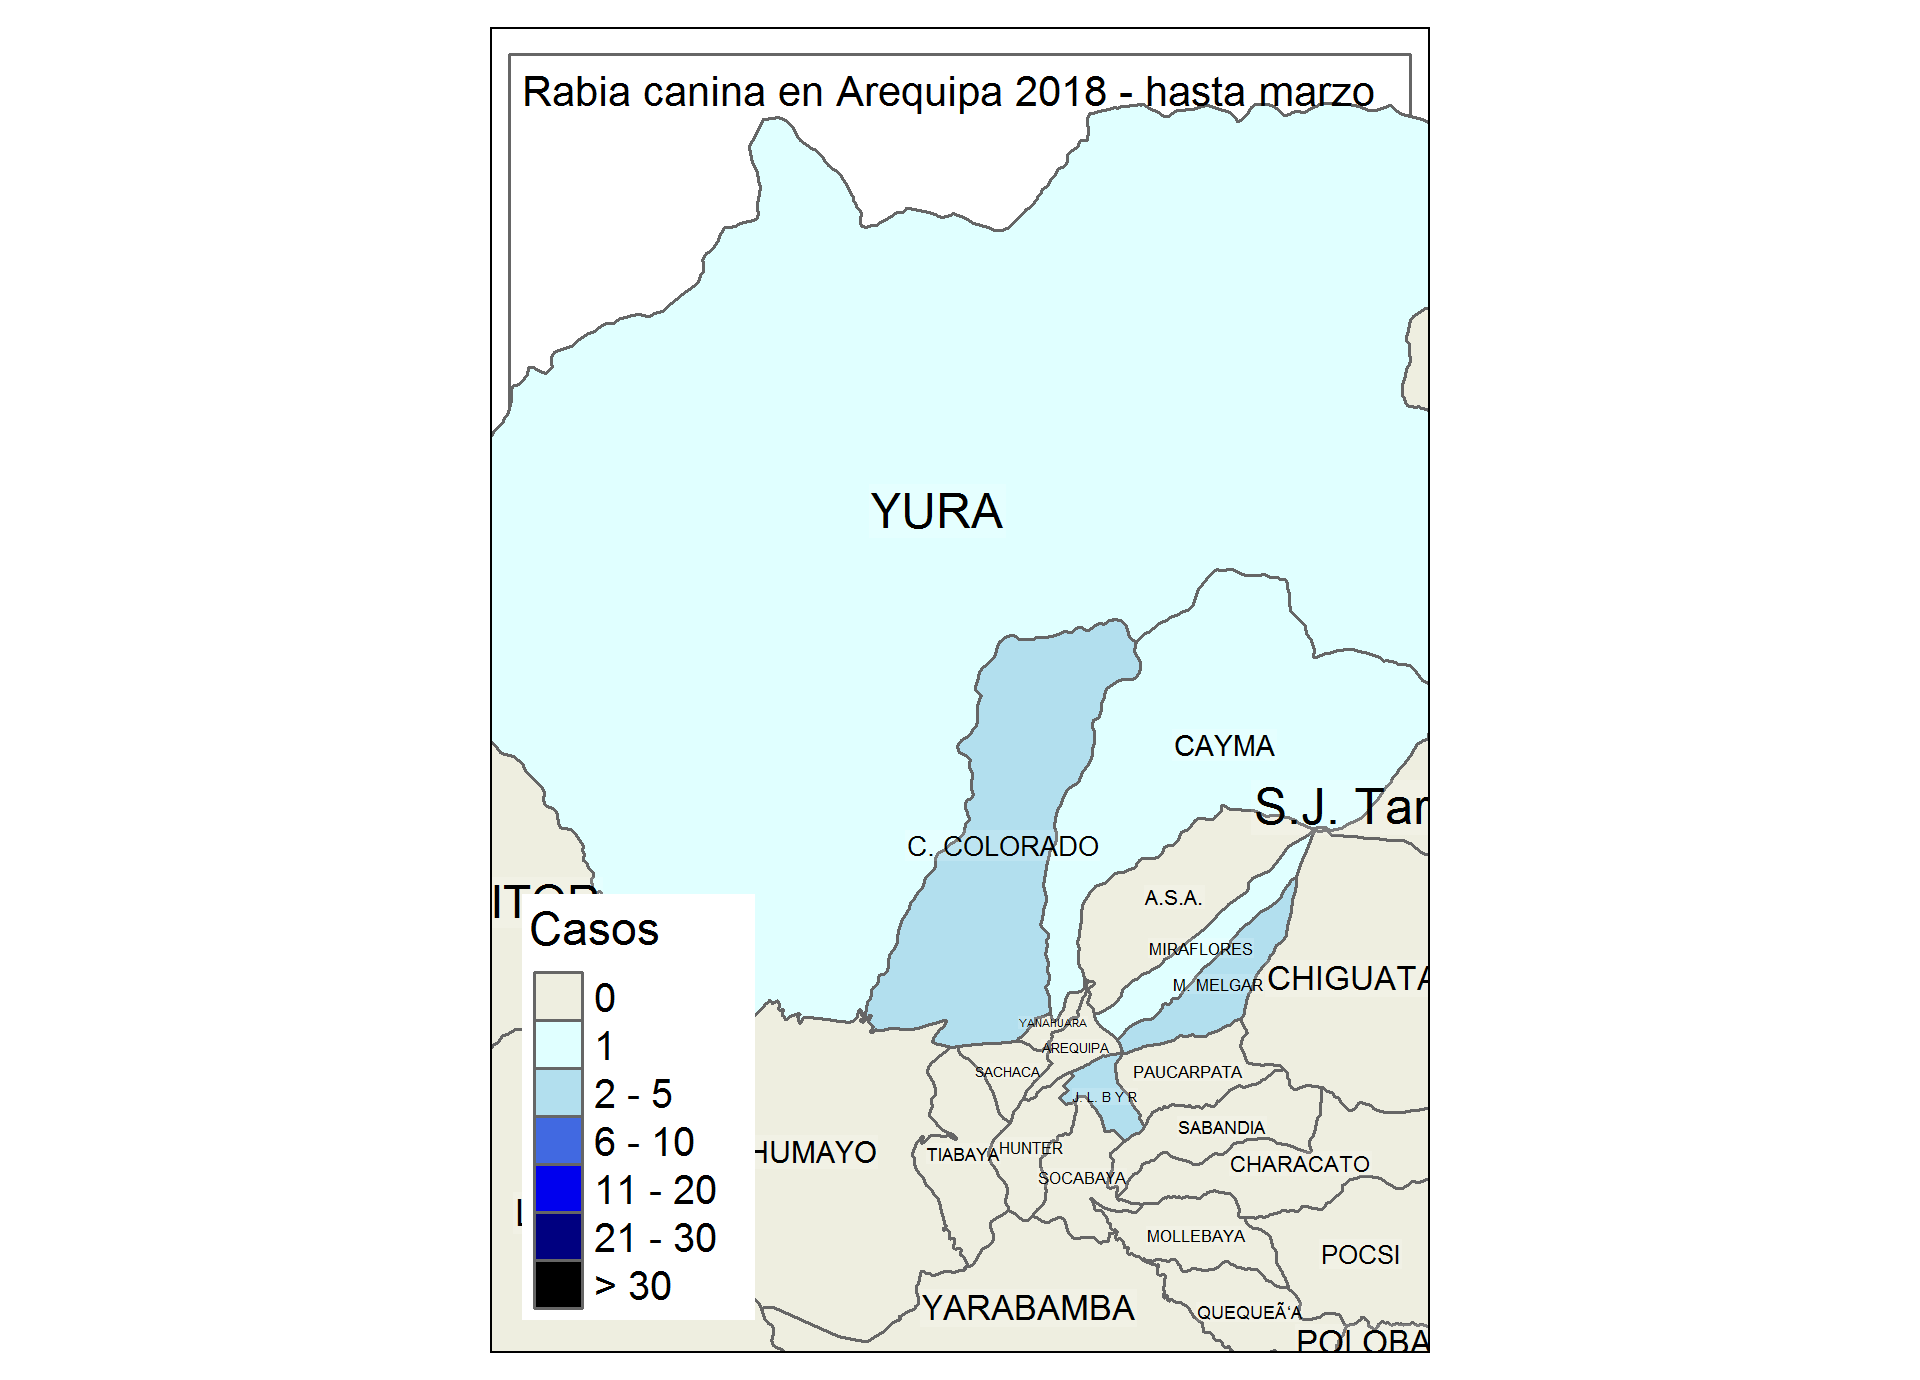 Rabia canina en Arequipa 2018 - hasta marzo
YURA
CAYMA
S.J. Tar
C. COLORADO
A.S.A.
MIRAFLORES
M. MELGAR
CHIGUATA
YANAHUARA
AREQUIPA
SACHACA
PAUCARPATA
J. L. B Y R
SABANDIA
HUMAYO
TIABAYA
HUNTER
CHARACATO
SOCABAYA
MOLLEBAYA
POCSI
YARABAMBA
QUEQUEÃ‘A
POLOBA
Casos
0
1
2 - 5
6 - 10
11 - 20
21 - 30
> 30